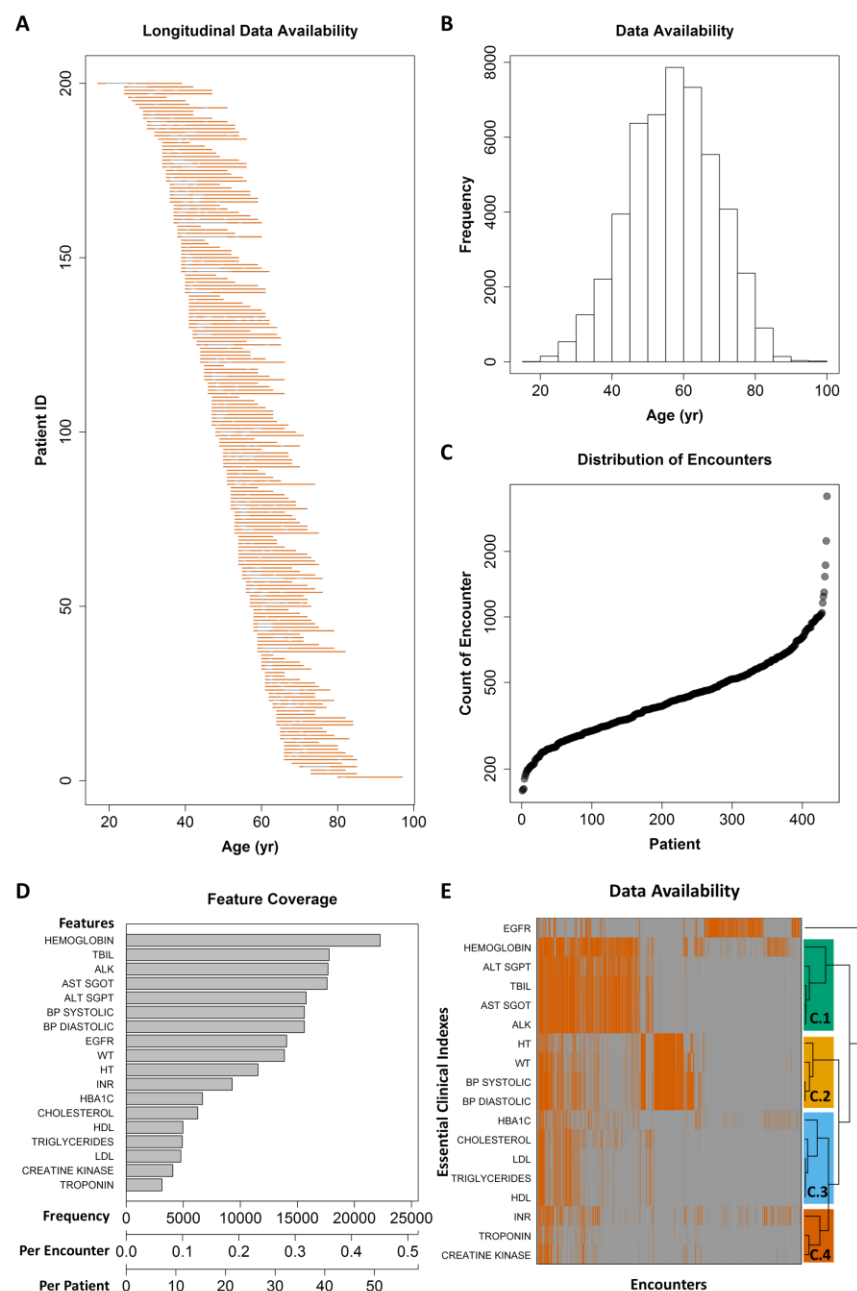 A
Longitudinal Data Availability
Patient ID
200
150
100
50
0
20 40 60 80 100
Age (yr)
B
Data Availability
Frequency
8000
6000
4000
2000
0
20 40 60 80 100
Age (yr)
C
Distribution of Encounters
Count of Encounter
2000
1000
500
200
0 100 200 300 400
Patient
D
Feature Coverage
Features
HEMOGLOBIN
TBIL
ALK
AST SGOT
ALT SGPT
BP SYSTOLIC
BP DIASTOLIC
EGFR
WT
HT
INR
HBA1C
CHOLESTEROL
HDL
TRIGLYCERIDES
LDL
CREATINE KINASE
TROPONIN
Frequency 0 5000 10000 15000 20000 25000
Per Encounter 0.0 0.1 0.2 0.3 0.4 0.5
Per Patient 0 10 20 30 40 50
E
Data Availability
Essential Clinical Indexes
EGFR
HEMOGLOBIN
ALT SGPT
TBIL
AST SGOT
ALK
C.1
HT
WT
BP SYSTOLIC
BP DIASTOLIC
C.2
HBA1C
CHOLESTEROL
LDL
TRIGLYCERIDES
HDL
C.3
INR
TROPONIN
CREATINE KINASE
C.4
Encounters